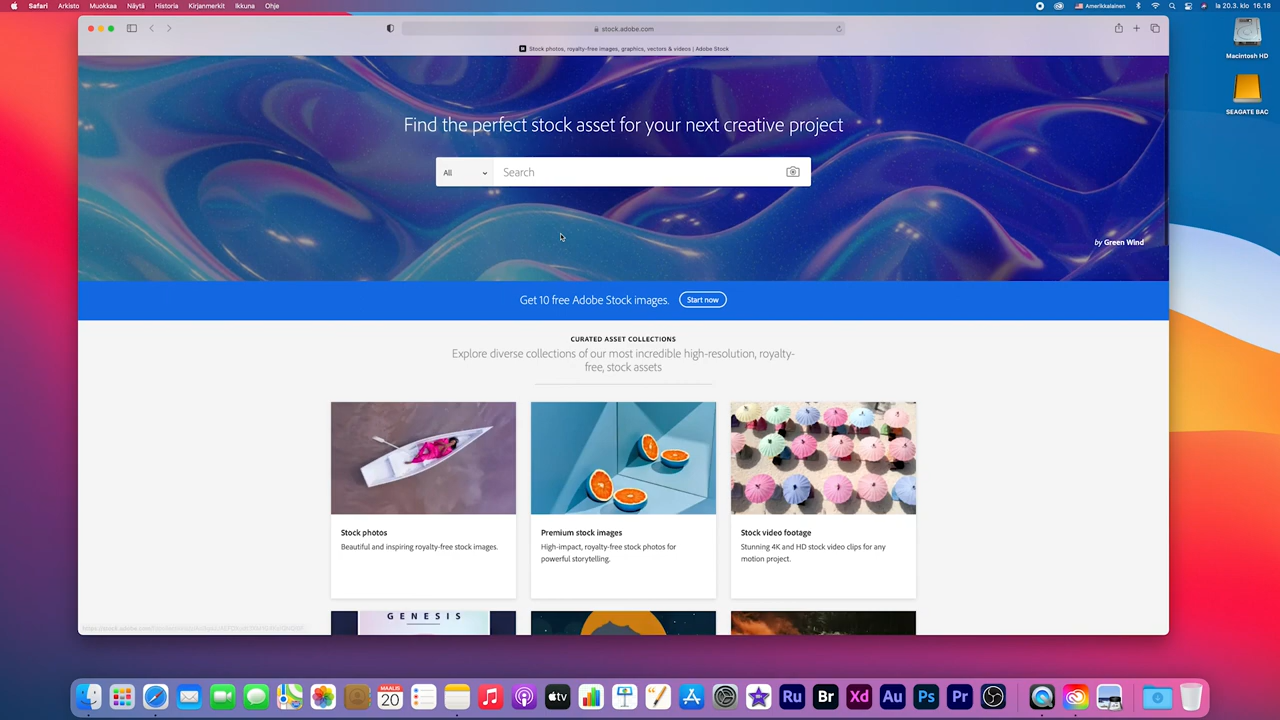 Safari Arkisto Muokkaa Näytä Historia Kirjanmerkit Ikkuna Ohje
Amerikkalainen
la 20.3. klo 16.18
stock.adobe.com
Stock photos, royalty-free images, graphics, vectors & videos | Adobe Stock
Macintosh HD
SEAGATE BAC
Find the perfect stock asset for your next creative project
All Search
by Green Wind
Get 10 free Adobe Stock images. Start now
CURATED ASSET COLLECTIONS
Explore diverse collections of our most incredible high-resolution, royalty-
free, stock assets
Stock photos
Beautiful and inspiring royalty-free stock images.
Premium stock images
High-impact, royalty-free stock photos for
powerful storytelling.
Stock video footage
Stunning 4K and HD stock video clips for any
motion project.
GENESIS
MAALIS
20
tv
Ru Br Xd Au Ps Pr